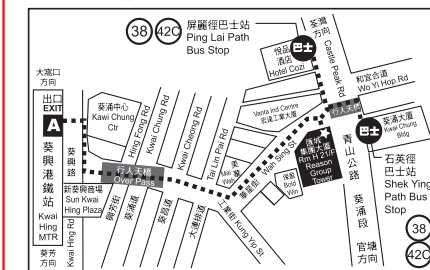 38 42C
屏麗徑巴士站
Ping Lai Path
Bus Stop
荃灣
方向
巴士
悅品
酒店
Hotel Cozi
Castle Peak Rd
和宜合道
Wo Yi Hop Rd
大窩口
方向
出口
EXIT
A
葵興港鐵站
Kwai
Hing
MTR
葵芳
方向
葵興路
葵涌中心
Kawi Chung
Ctr
Hing Fong Rd
Kwai Chung Rd
Kwai Cheong Rd
Tai Lin Pai Rd
Vanta Ind Centre
宏達工業大廈
行人天橋
行人天橋
Over Pass
新葵興商場
Sun Kwai
Hing Plaza
Kwai Hing Rd
興芳街
葵涌道
葵昌道
大連排道
工業街 Kung Yip St
華星街
Wah Sing St
保盈
Bold
Win
匯城
集團大廈
Rm H 21/F
Reason
Group
Tower
巴士
葵涌大廈
Kwai Chung
Bldg
青山公路
葵涌段
官塘
方向
石英徑
巴士站
Shek Ying
Path Bus
Stop
38
42C